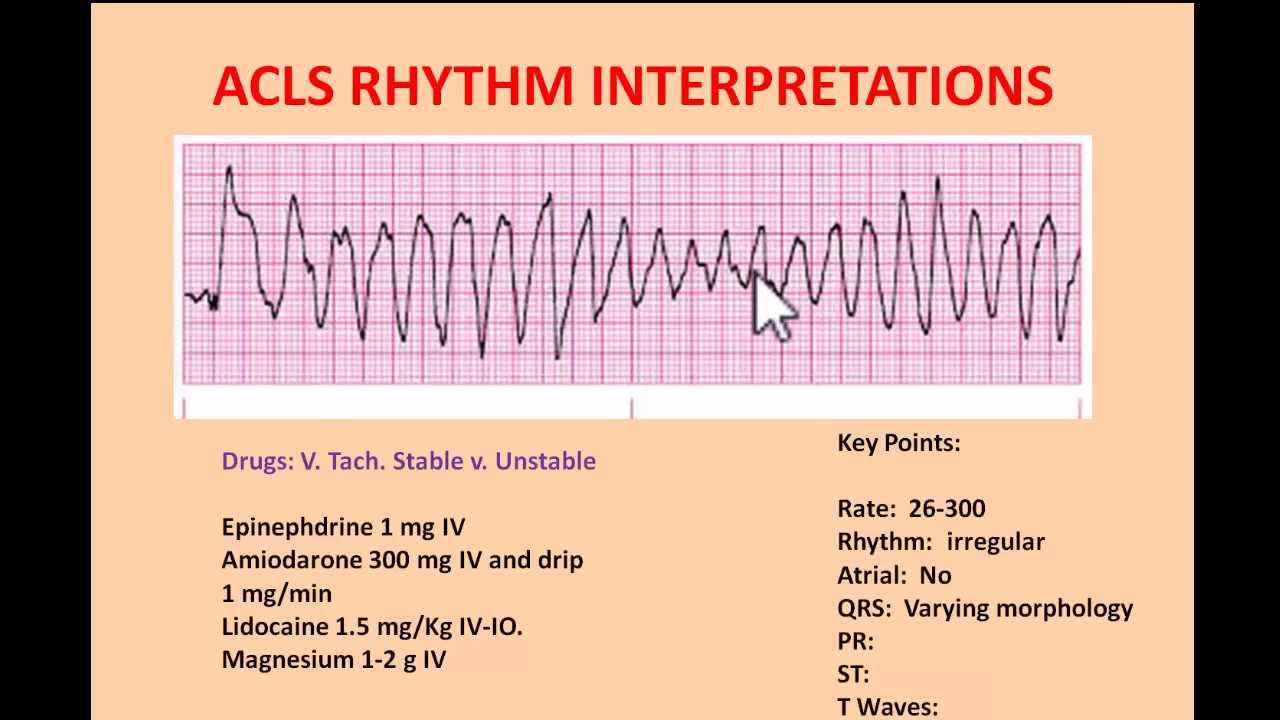 ACLS RHYTHM INTERPRETATIONS
Drugs: V. Tach. Stable v. Unstable
Epinephdrine 1 mg IV
Amiodarone 300 mg IV and drip
1 mg/min
Lidocaine 1.5 mg/Kg IV-IO.
Magnesium 1-2 g IV
Key Points:
Rate: 26-300
Rhythm: irregular
Atrial: No
QRS: Varying morphology
PR:
ST:
T Waves: